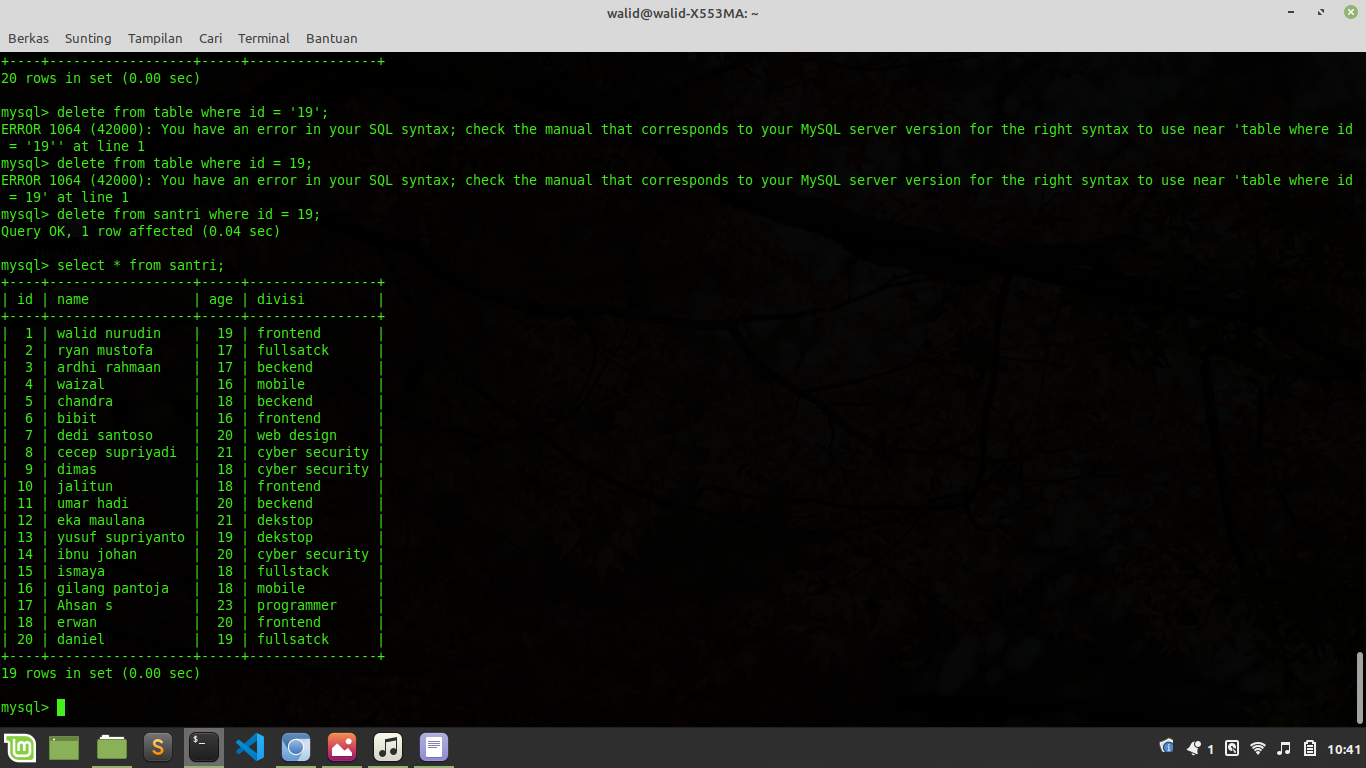 walid@walid-X553MA: ~
Berkas Sunting Tampilan Cari Terminal Bantuan
+----+------------------+-----+----------------+
20 rows in set (0.00 sec)
mysql> delete from table where id = '19';
ERROR 1064 (42000): You have an error in your SQL syntax; check the manual that corresponds to your MySQL server version for the right syntax to use near 'table where id
 = '19'' at line 1
mysql> delete from table where id = 19;
ERROR 1064 (42000): You have an error in your SQL syntax; check the manual that corresponds to your MySQL server version for the right syntax to use near 'table where id
 = 19' at line 1
mysql> delete from santri where id = 19;
Query OK, 1 row affected (0.04 sec)
mysql> select * from santri;
+----+------------------+-----+----------------+
| id | name             | age | divisi         |
+----+------------------+-----+----------------+
|  1 | walid nurudin    |  19 | frontend       |
|  2 | ryan mustofa     |  17 | fullsatck      |
|  3 | ardhi rahmaan    |  17 | beckend        |
|  4 | waizal           |  16 | mobile         |
|  5 | chandra          |  18 | beckend        |
|  6 | bibit            |  16 | frontend       |
|  7 | dedi santoso     |  20 | web design     |
|  8 | cecep supriyadi  |  21 | cyber security |
|  9 | dimas            |  18 | cyber security |
| 10 | jalitun          |  18 | frontend       |
| 11 | umar hadi        |  20 | beckend        |
| 12 | eka maulana      |  21 | dekstop        |
| 13 | yusuf supriyanto |  19 | dekstop        |
| 14 | ibnu johan       |  20 | cyber security |
| 15 | ismaya           |  18 | fullstack      |
| 16 | gilang pantoja   |  18 | mobile         |
| 17 | Ahsan s          |  23 | programmer     |
| 18 | erwan            |  20 | frontend       |
| 20 | daniel           |  19 | fullsatck      |
+----+------------------+-----+----------------+
19 rows in set (0.00 sec)
mysql>
S $_ 1 10:41